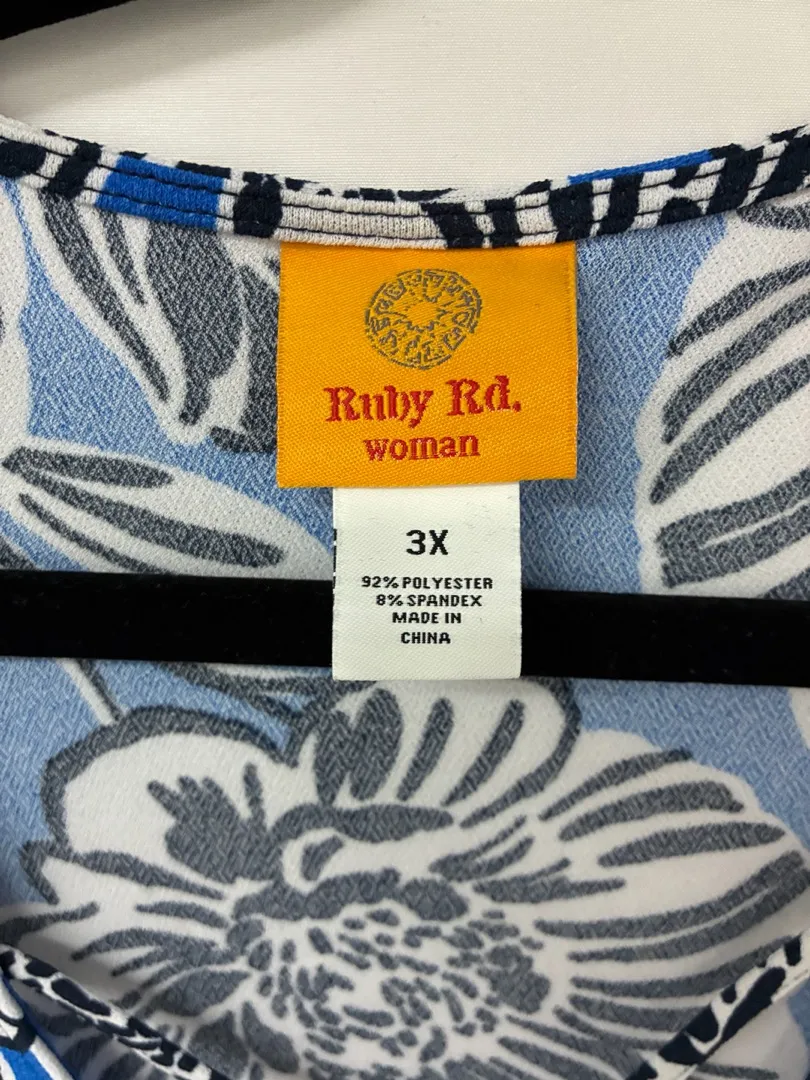 Ruby Rd.
woman
3X
92% POLYESTER
8% SPANDEX
MADE IN
CHINA